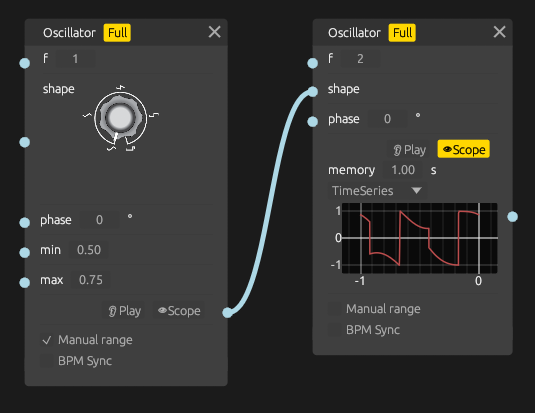 Oscillator Full
f 1
shape
phase 0 °
min 0.50
max 0.75
Play Scope
✓ Manual range
BPM Sync
Oscillator Full
f 2
shape
phase 0 °
Play Scope
memory 1.00 s
TimeSeries
1
0
-1
-1 0
Manual range
BPM Sync